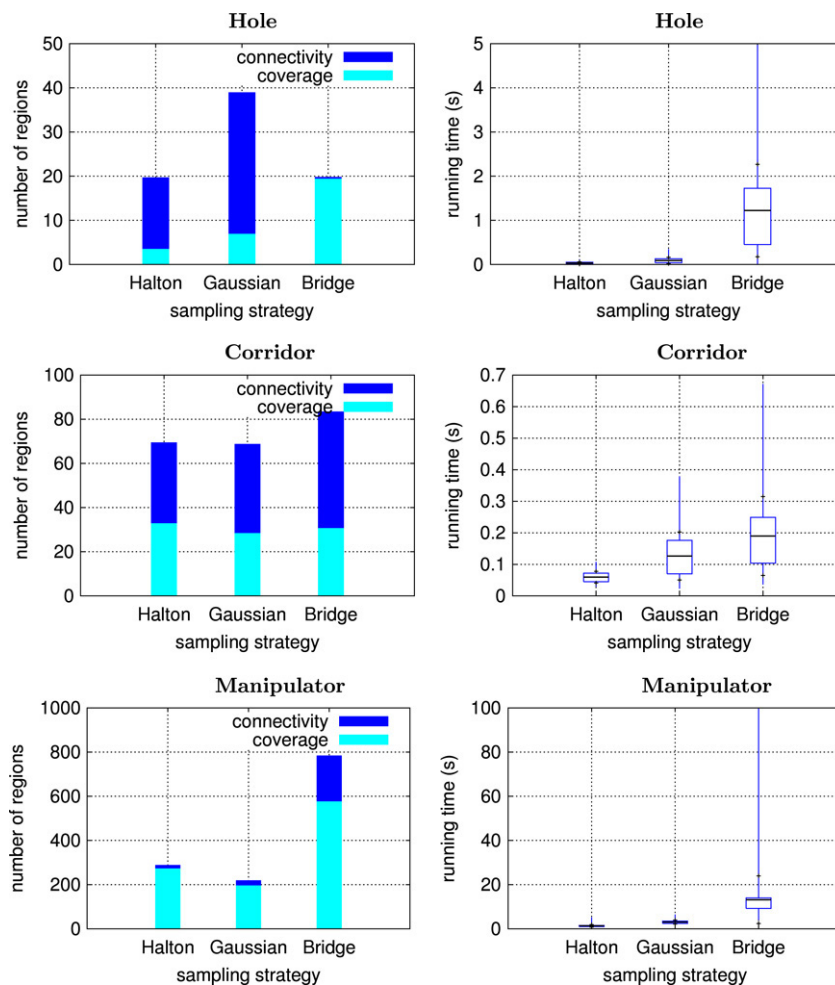 Hole
50
40
30
20
10
0
number of regions
connectivity
coverage
Halton Gaussian Bridge
sampling strategy
Hole
5
4
3
2
1
0
running time (s)
Halton Gaussian Bridge
sampling strategy
Corridor
100
80
60
40
20
0
number of regions
connectivity
coverage
Halton Gaussian Bridge
sampling strategy
Corridor
0.7
0.6
0.5
0.4
0.3
0.2
0.1
0
running time (s)
Halton Gaussian Bridge
sampling strategy
Manipulator
1000
800
600
400
200
0
number of regions
connectivity
coverage
Halton Gaussian Bridge
sampling strategy
Manipulator
100
80
60
40
20
0
running time (s)
Halton Gaussian Bridge
sampling strategy